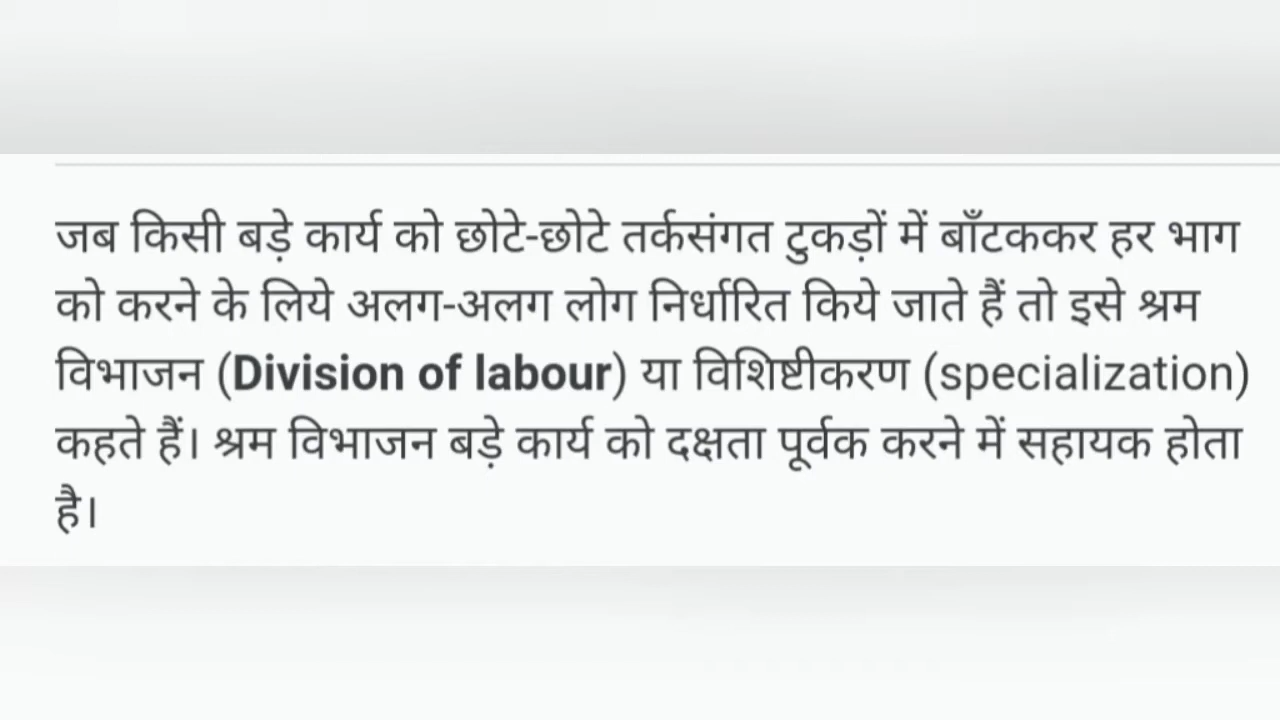 जब किसी बड़े कार्य को छोटे-छोटे तर्कसंगत टुकड़ों में बाँटककर हर भाग
को करने के लिये अलग-अलग लोग निर्धारित किये जाते हैं तो इसे श्रम
विभाजन (Division of labour) या विशिष्टीकरण (specialization)
कहते हैं। श्रम विभाजन बड़े कार्य को दक्षता पूर्वक करने में सहायक होता
है।